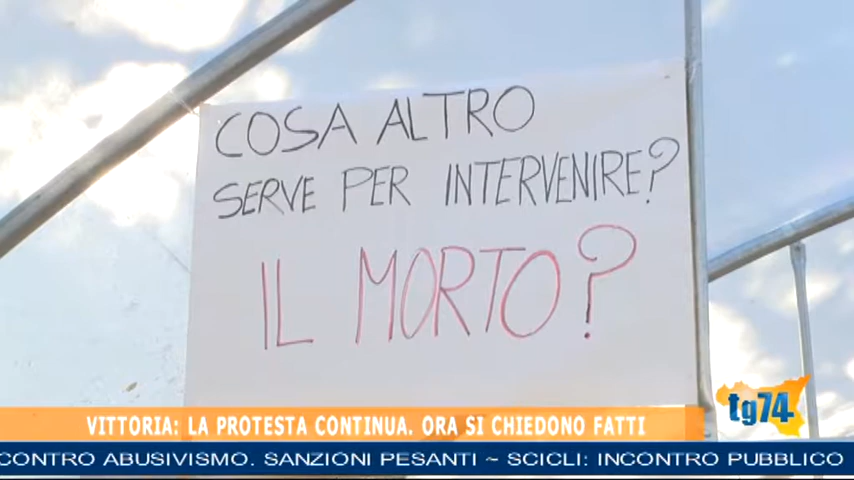 COSA ALTRO
SERVE PER INTERVENIRE?
IL MORTO?
tg74
VITTORIA: LA PROTESTA CONTINUA. ORA SI CHIEDONO FATTI
CONTRO ABUSIVISMO. SANZIONI PESANTI ~ SCICLI: INCONTRO PUBBLICO